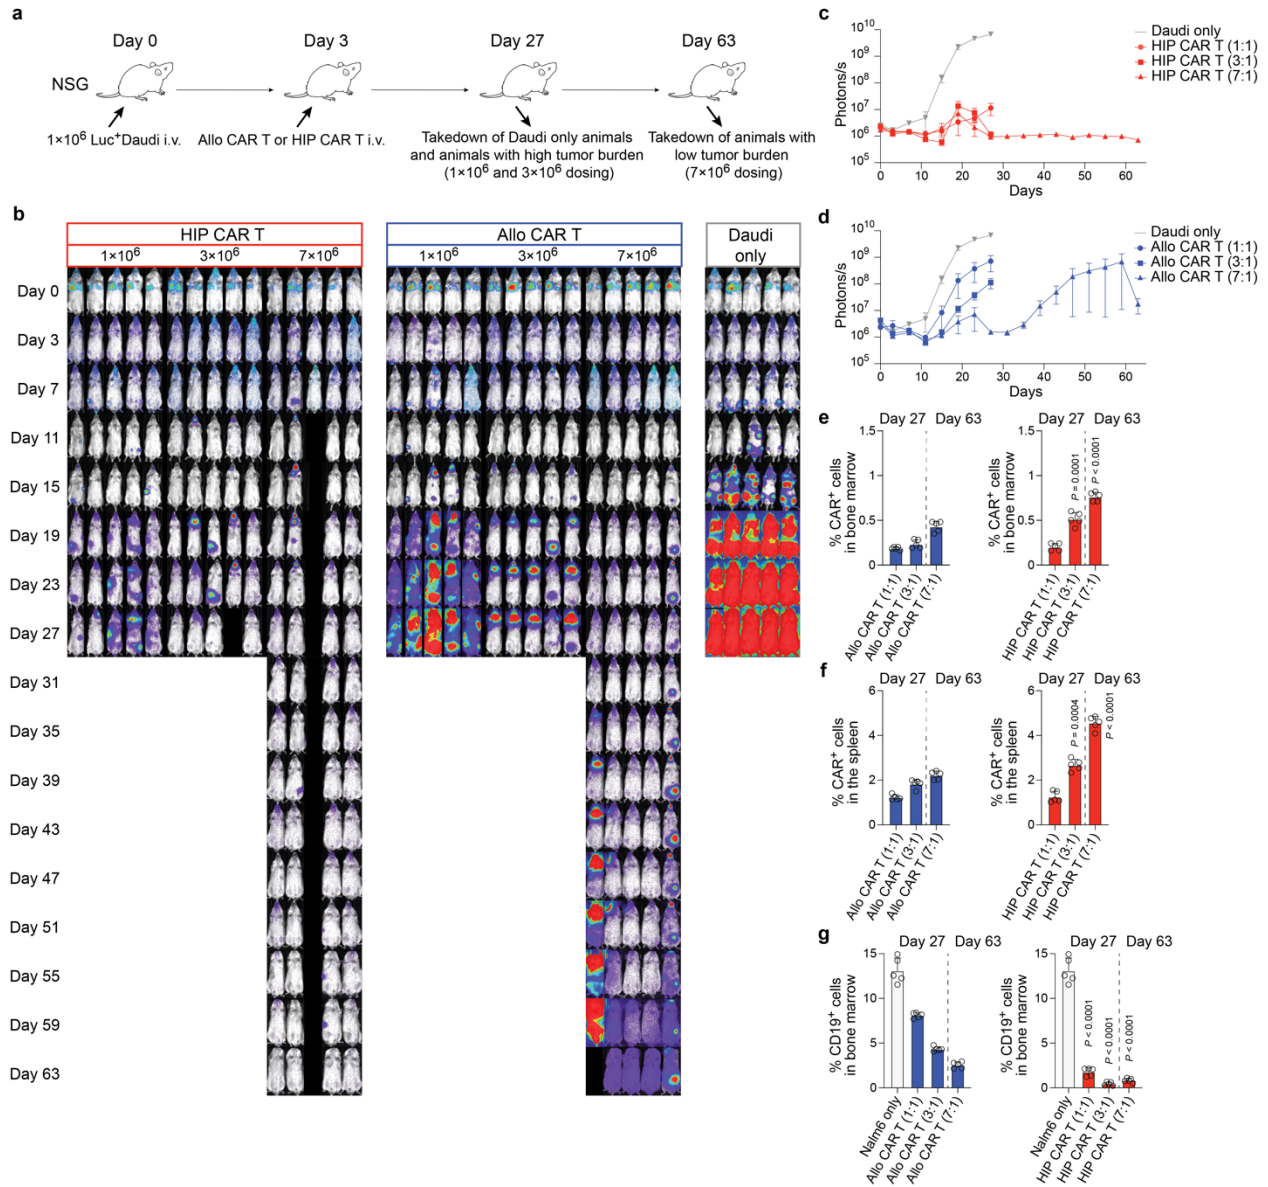 a
Day 0
Day 3
Day 27
Day 63
NSG
1×10⁶ Luc⁺Daudi i.v.
Allo CAR T or HIP CAR T i.v.
Takedown of Daudi only animals
and animals with high tumor burden
(1×10⁶ and 3×10⁶ dosing)
Takedown of animals with
low tumor burden
(7×10⁶ dosing)
b
HIP CAR T
1×10⁶ 3×10⁶ 7×10⁶
Allo CAR T
1×10⁶ 3×10⁶ 7×10⁶
Daudi
only
Day 0
Day 3
Day 7
Day 11
Day 15
Day 19
Day 23
Day 27
Day 31
Day 35
Day 39
Day 43
Day 47
Day 51
Day 55
Day 59
Day 63
c
Photons/s
10¹⁰
10⁹
10⁸
10⁷
10⁶
10⁵
0 10 20 30 40 50 60
Days
Daudi only
HIP CAR T (1:1)
HIP CAR T (3:1)
HIP CAR T (7:1)
d
Photons/s
10¹⁰
10⁹
10⁸
10⁷
10⁶
10⁵
0 10 20 30 40 50 60
Days
Daudi only
Allo CAR T (1:1)
Allo CAR T (3:1)
Allo CAR T (7:1)
e
Day 27 Day 63
% CAR⁺ cells
in bone marrow
1.5
1
0.5
0
Allo CAR T (1:1)
Allo CAR T (3:1)
Allo CAR T (7:1)
Day 27 Day 63
% CAR⁺ cells
in bone marrow
1.5
1
0.5
0
P = 0.0001
P < 0.0001
HIP CAR T (1:1)
HIP CAR T (3:1)
HIP CAR T (7:1)
f
Day 27 Day 63
% CAR⁺ cells
in the spleen
6
4
2
0
Allo CAR T (1:1)
Allo CAR T (3:1)
Allo CAR T (7:1)
Day 27 Day 63
% CAR⁺ cells
in the spleen
6
4
2
0
P = 0.0004
P < 0.0001
HIP CAR T (1:1)
HIP CAR T (3:1)
HIP CAR T (7:1)
g
Day 27 Day 63
% CD19⁺ cells
in bone marrow
15
10
5
0
Nalm6 only
Allo CAR T (1:1)
Allo CAR T (3:1)
Allo CAR T (7:1)
Day 27 Day 63
% CD19⁺ cells
in bone marrow
15
10
5
0
P < 0.0001
P < 0.0001
P < 0.0001
Nalm6 only
HIP CAR T (1:1)
HIP CAR T (3:1)
HIP CAR T (7:1)